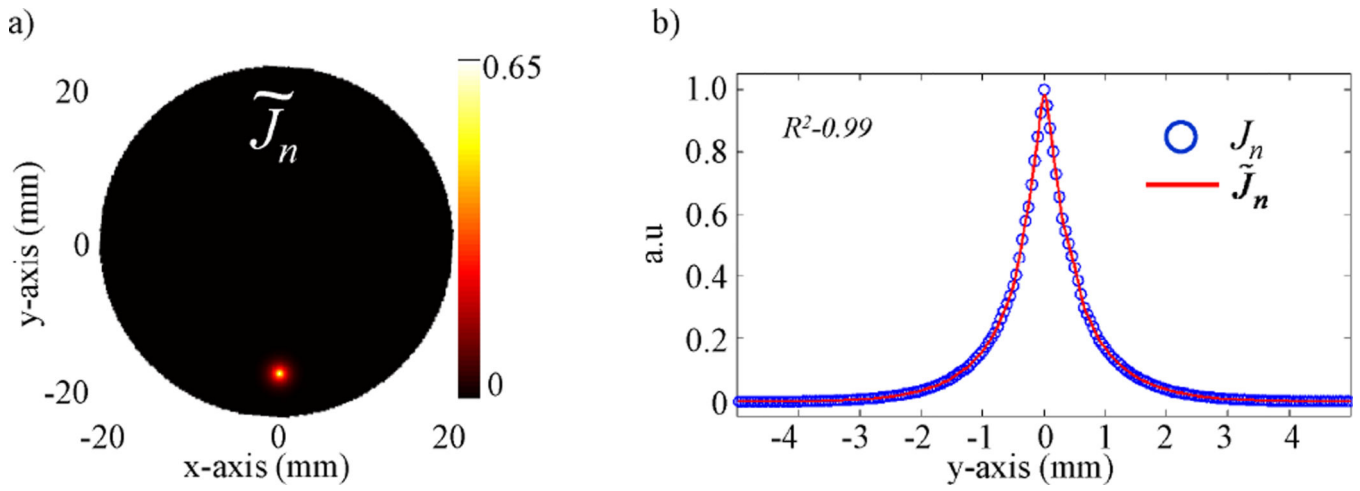 a)
J̃n
20
0
-20
-20 0 20
x-axis (mm)
y-axis (mm)
0.65
0
b)
R²-0.99
Jn
J̃n
1.0
0.8
0.6
0.4
0.2
0
a.u
-4 -3 -2 -1 0 1 2 3 4
y-axis (mm)